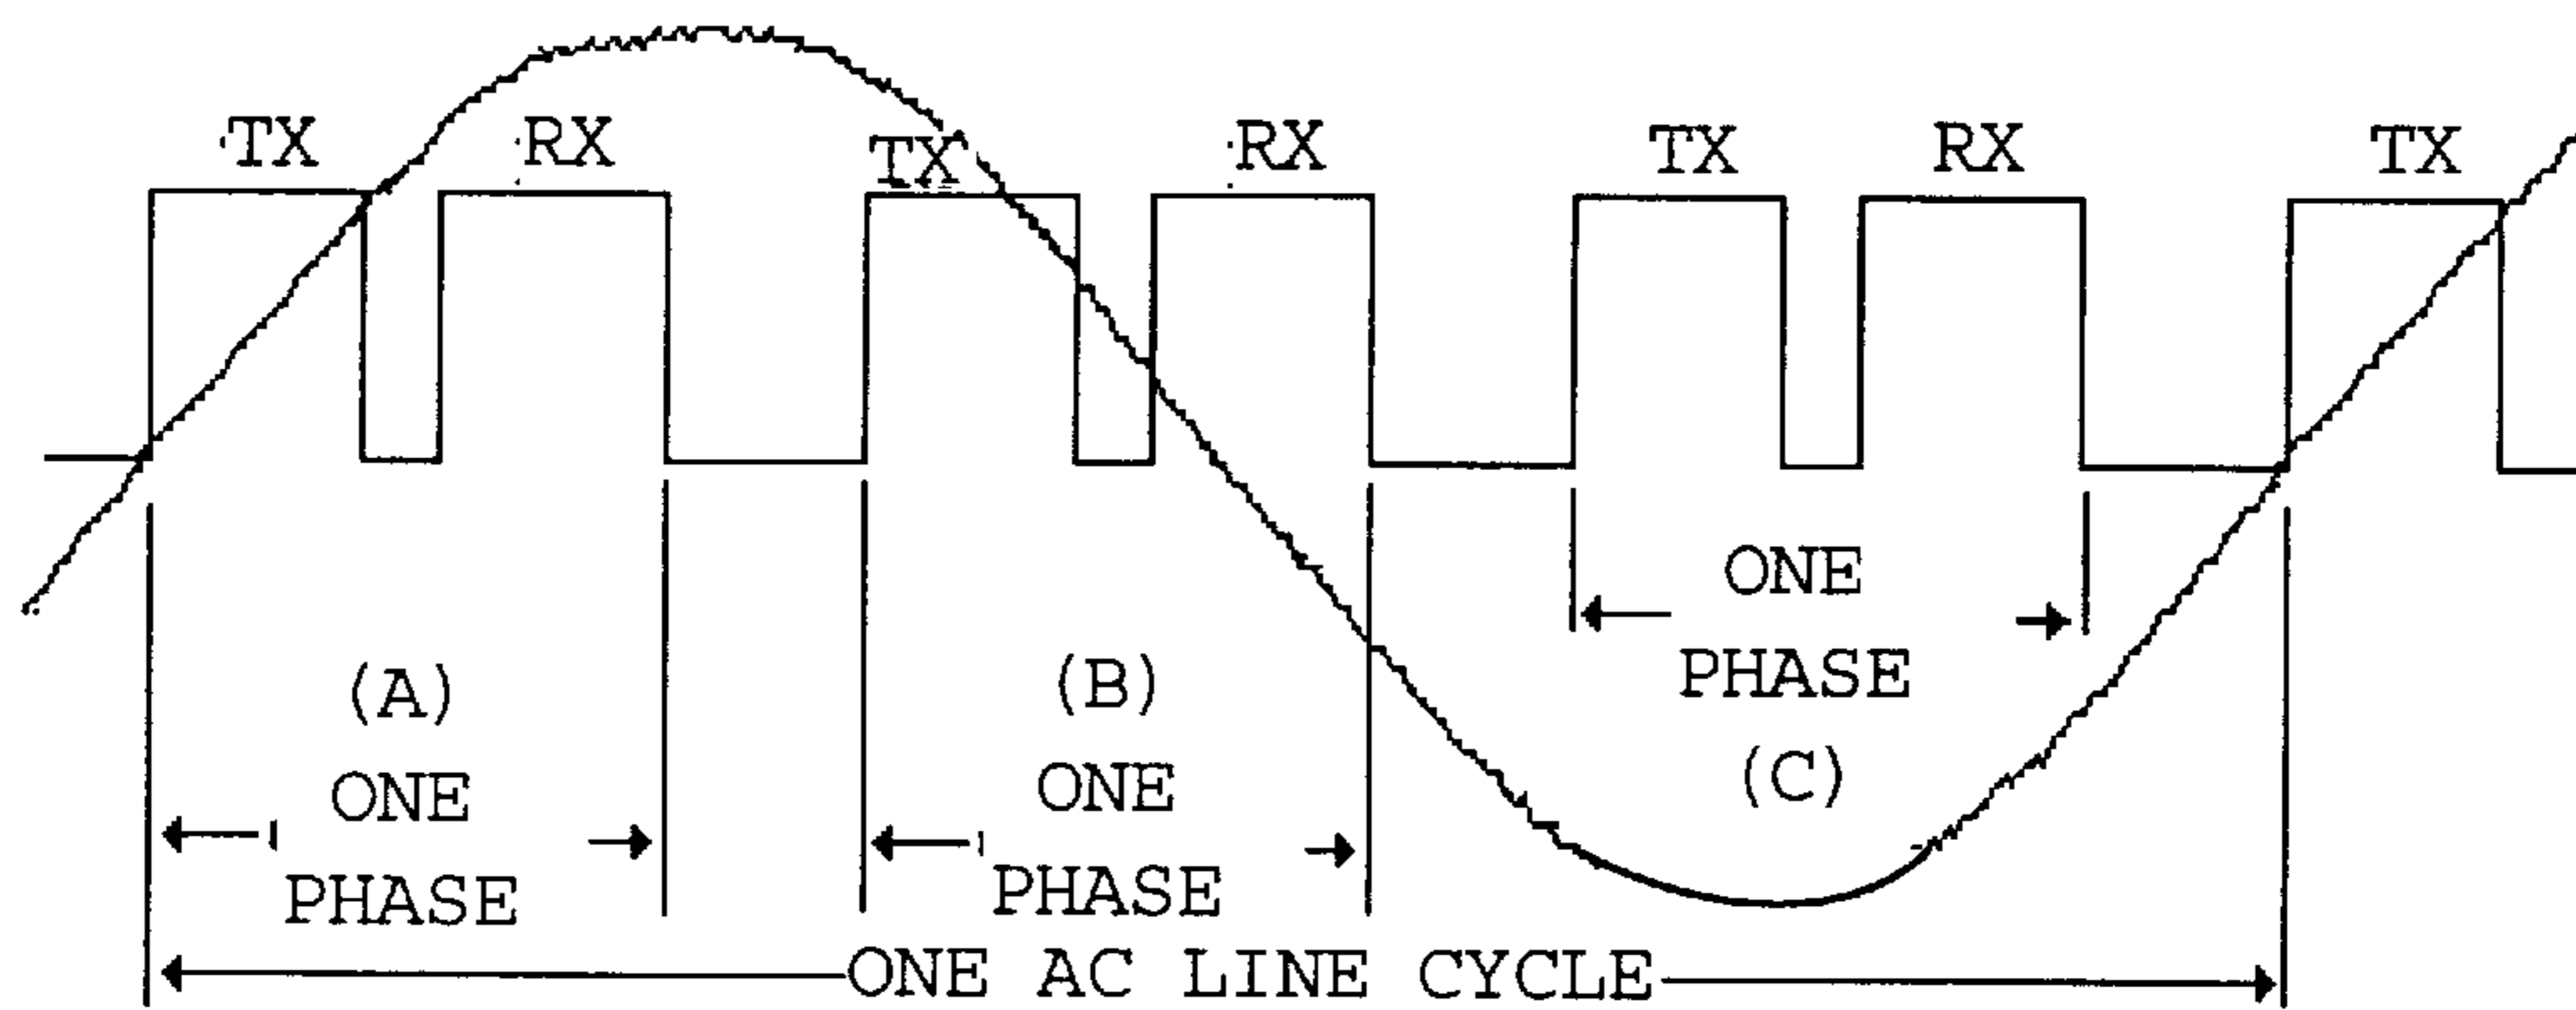 TX RX TX RX TX RX TX
ONE
PHASE
(A)
ONE
PHASE
(B)
ONE
PHASE
(C)
ONE AC LINE CYCLE